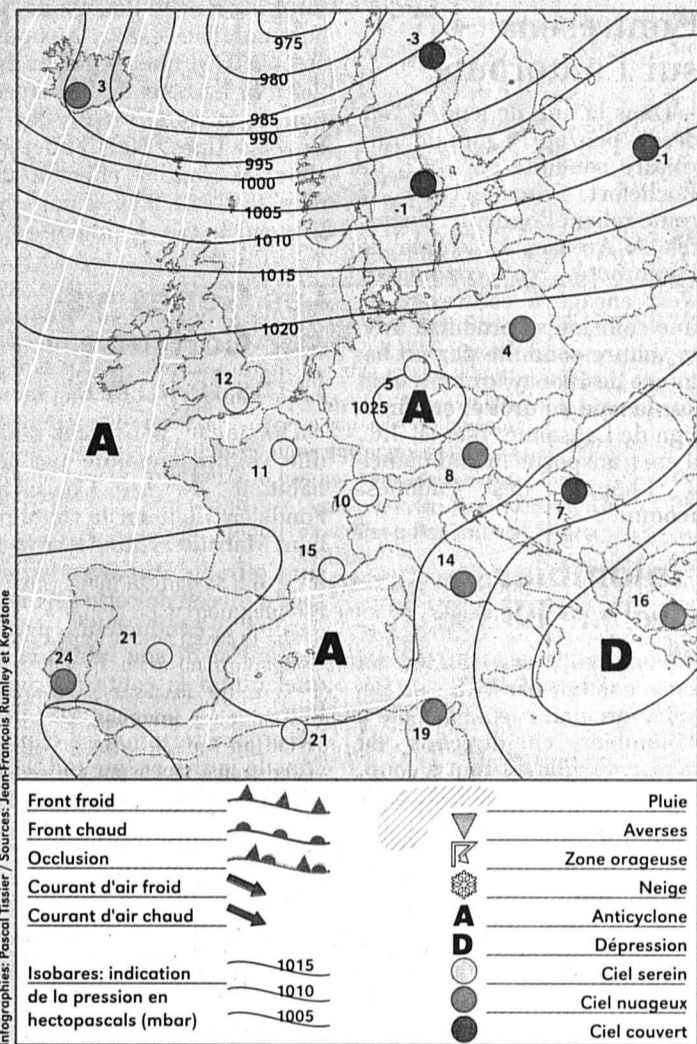 975
-3
980
3
985
990
995
-1
1000
1005
-1
1010
1015
1020
4
12
5
1025
A
A
11
8
10
7
15
14
16
21
A
D
24
19
21
Front froid
Front chaud
Occlusion
Courant d'air froid
Courant d'air chaud
Isobares: indication
de la pression en
hectopascals (mbar)
1015
1010
1005
Pluie
Averses
Zone orageuse
Neige
A Anticyclone
D Dépression
Ciel serein
Ciel nuageux
Ciel couvert
Infographies: Pascal Tissier / Sources: Jean-François Rumley et Keystone